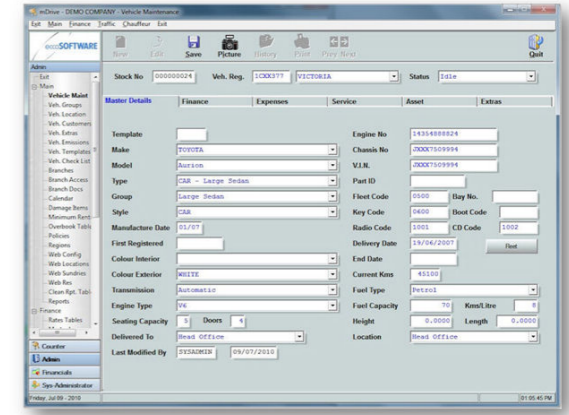 mDrive - DEMO COMPANY - Vehicle Maintenance
Exit Main Finance Traffic Chauffeur Exit
eccoSOFTWARE New Edit Save Picture History Print Prev Next Quit
Admin
Exit
Main
Vehicle Maint
Veh. Groups
Veh. Location
Veh. Customers
Veh. Extras
Veh. Emissions
Veh. Templates
Veh. Check List
Branches
Branch Access
Branch Docs
Calendar
Damage Items
Minimum Rent
Overbook Table
Policies
Regions
Web Config
Web Locations
Web Sundries
Web Res
Clean Rpt. Tabl
Reports
Finance
Rates Tables
Counter
Admin
Financials
Sys-Administrator
Stock No 000000024 Veh. Reg. 1CXX377 VICTORIA Status Idle
Master Details Finance Expenses Service Asset Extras
Template Engine No 14354888824
Make TOYOTA Chassis No JXXX7509994
Model Aurion V.I.N. JXXX7509994
Type CAR - Large Sedan Part ID
Group Large Sedan Fleet Code 0500 Bay No.
Style CAR Key Code 0600 Boot Code
Manufacture Date 01/07 Radio Code 1001 CD Code 1002
First Registered Delivery Date 19/06/2007 Fleet
Colour Interior End Date
Colour Exterior WHITE Current Kms 45100
Transmission Automatic Fuel Type Petrol
Engine Type V6 Fuel Capacity 70 Kms/Litre 8
Seating Capacity 5 Doors 4 Height 0.0000 Length 0.0000
Delivered To Head Office Location Head Office
Last Modified By SYSADMIN 09/07/2010
Friday, Jul 09 - 2010 01:05:45 PM